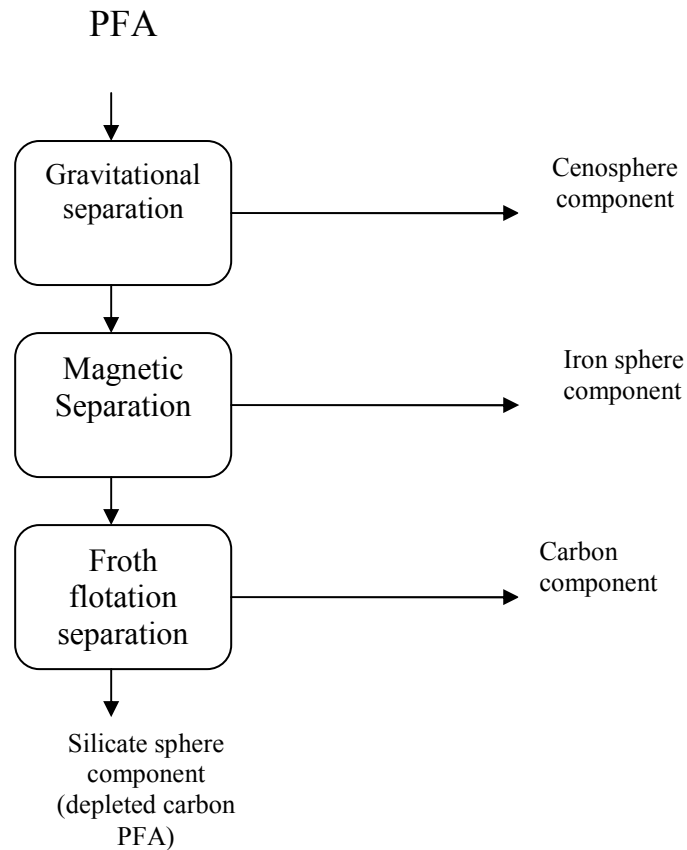 PFA
Gravitational
separation
Cenosphere
component
Magnetic
Separation
Iron sphere
component
Froth
flotation
separation
Carbon
component
Silicate sphere
component
(depleted carbon
PFA)